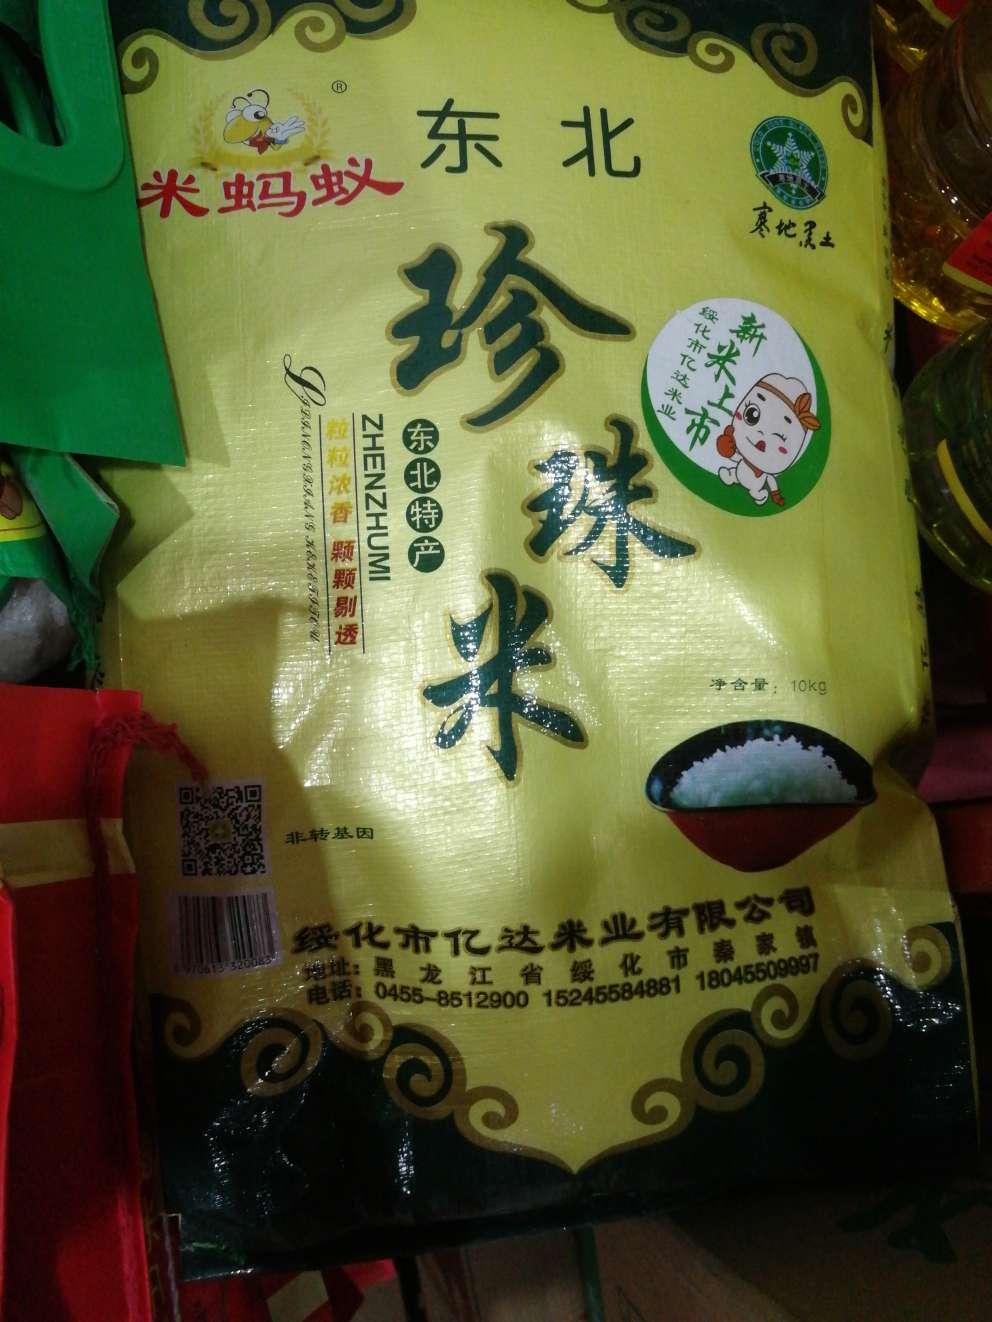 ®
米蚂蚁
东北
寒地黑土
珍珠米
新米上市
绥化市亿达米业
东北特产
ZHENZHUMI
粒粒浓香 颗颗剔透
净含量：10kg
非转基因
绥化市亿达米业有限公司
地址：黑龙江省绥化市秦家镇
电话：0455-8512900 15245584881 18045509997